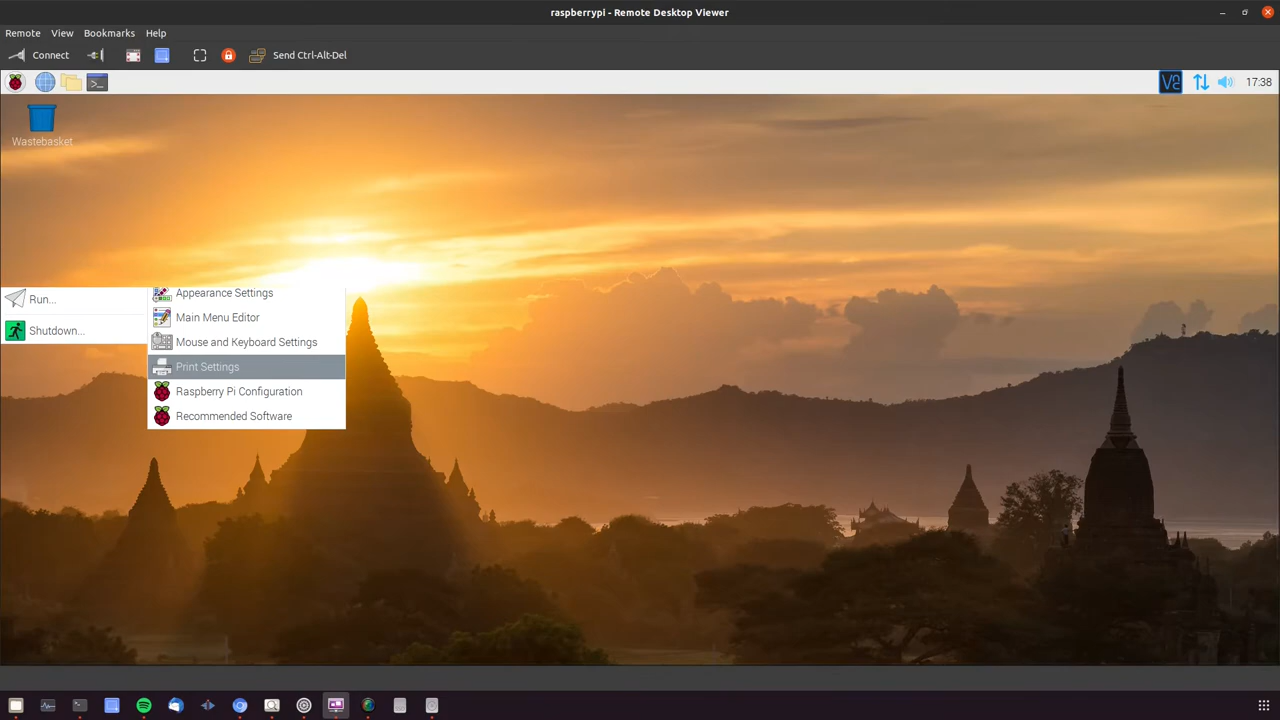 raspberrypi - Remote Desktop Viewer
Remote View Bookmarks Help
Connect Send Ctrl-Alt-Del
17:38
Wastebasket
Run...
Shutdown...
Appearance Settings
Main Menu Editor
Mouse and Keyboard Settings
Print Settings
Raspberry Pi Configuration
Recommended Software